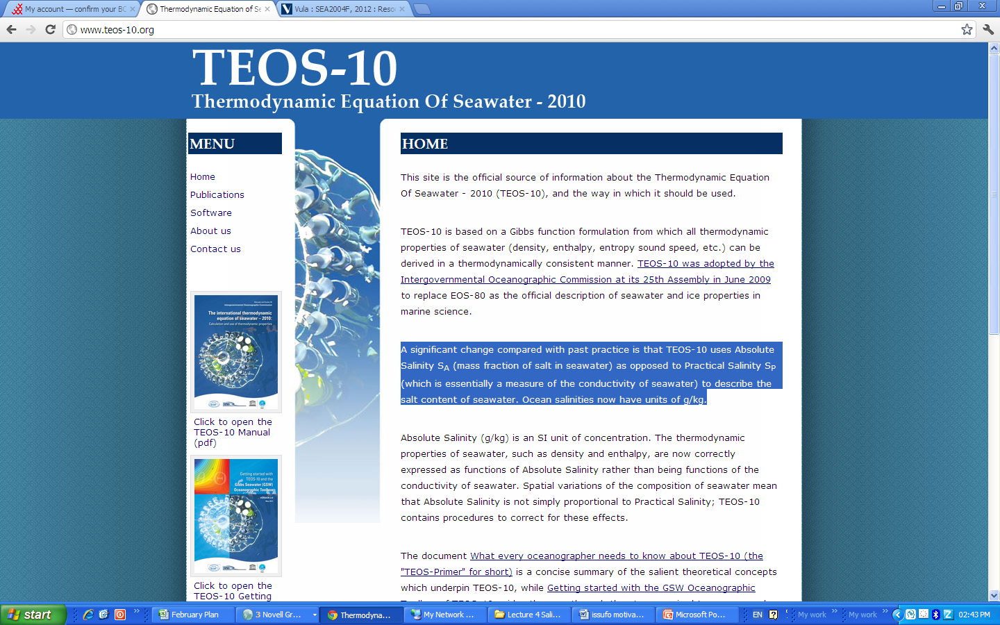 My account — confirm your BC
Thermodynamic Equation of Se
Vula : SEA2004F, 2012 : Reso
www.teos-10.org
TEOS-10
Thermodynamic Equation Of Seawater - 2010
MENU
Home
Publications
Software
About us
Contact us
The international thermodynamic
equation of seawater – 2010:
Calculation and use of thermodynamic properties
Click to open the
TEOS-10 Manual
(pdf)
Getting started with
TEOS-10 and the
Gibbs Seawater (GSW)
Oceanographic Toolbox
Click to open the
TEOS-10 Getting
HOME
This site is the official source of information about the Thermodynamic Equation
Of Seawater - 2010 (TEOS-10), and the way in which it should be used.
TEOS-10 is based on a Gibbs function formulation from which all thermodynamic
properties of seawater (density, enthalpy, entropy sound speed, etc.) can be
derived in a thermodynamically consistent manner. TEOS-10 was adopted by the
Intergovernmental Oceanographic Commission at its 25th Assembly in June 2009
to replace EOS-80 as the official description of seawater and ice properties in
marine science.
A significant change compared with past practice is that TEOS-10 uses Absolute
Salinity SA (mass fraction of salt in seawater) as opposed to Practical Salinity SP
(which is essentially a measure of the conductivity of seawater) to describe the
salt content of seawater. Ocean salinities now have units of g/kg.
Absolute Salinity (g/kg) is an SI unit of concentration. The thermodynamic
properties of seawater, such as density and enthalpy, are now correctly
expressed as functions of Absolute Salinity rather than being functions of the
conductivity of seawater. Spatial variations of the composition of seawater mean
that Absolute Salinity is not simply proportional to Practical Salinity; TEOS-10
contains procedures to correct for these effects.
The document What every oceanographer needs to know about TEOS-10 (the
"TEOS-Primer" for short) is a concise summary of the salient theoretical concepts
which underpin TEOS-10, while Getting started with the GSW Oceanographic
start
February Plan
3 Novell Gr...
Thermodyna...
My Network ...
Lecture 4 Sali...
issufo motiva...
Microsoft Po...
EN
My work
My work
02:43 PM